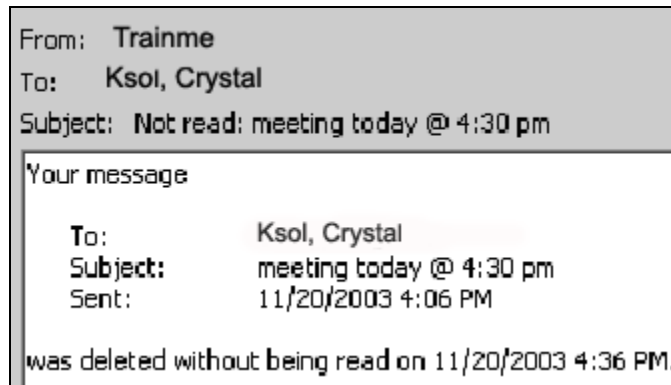 From: Trainme
To: Ksol, Crystal
Subject: Not read: meeting today @ 4:30 pm
Your message
To: Ksol, Crystal
Subject: meeting today @ 4:30 pm
Sent: 11/20/2003 4:06 PM
was deleted without being read on 11/20/2003 4:36 PM